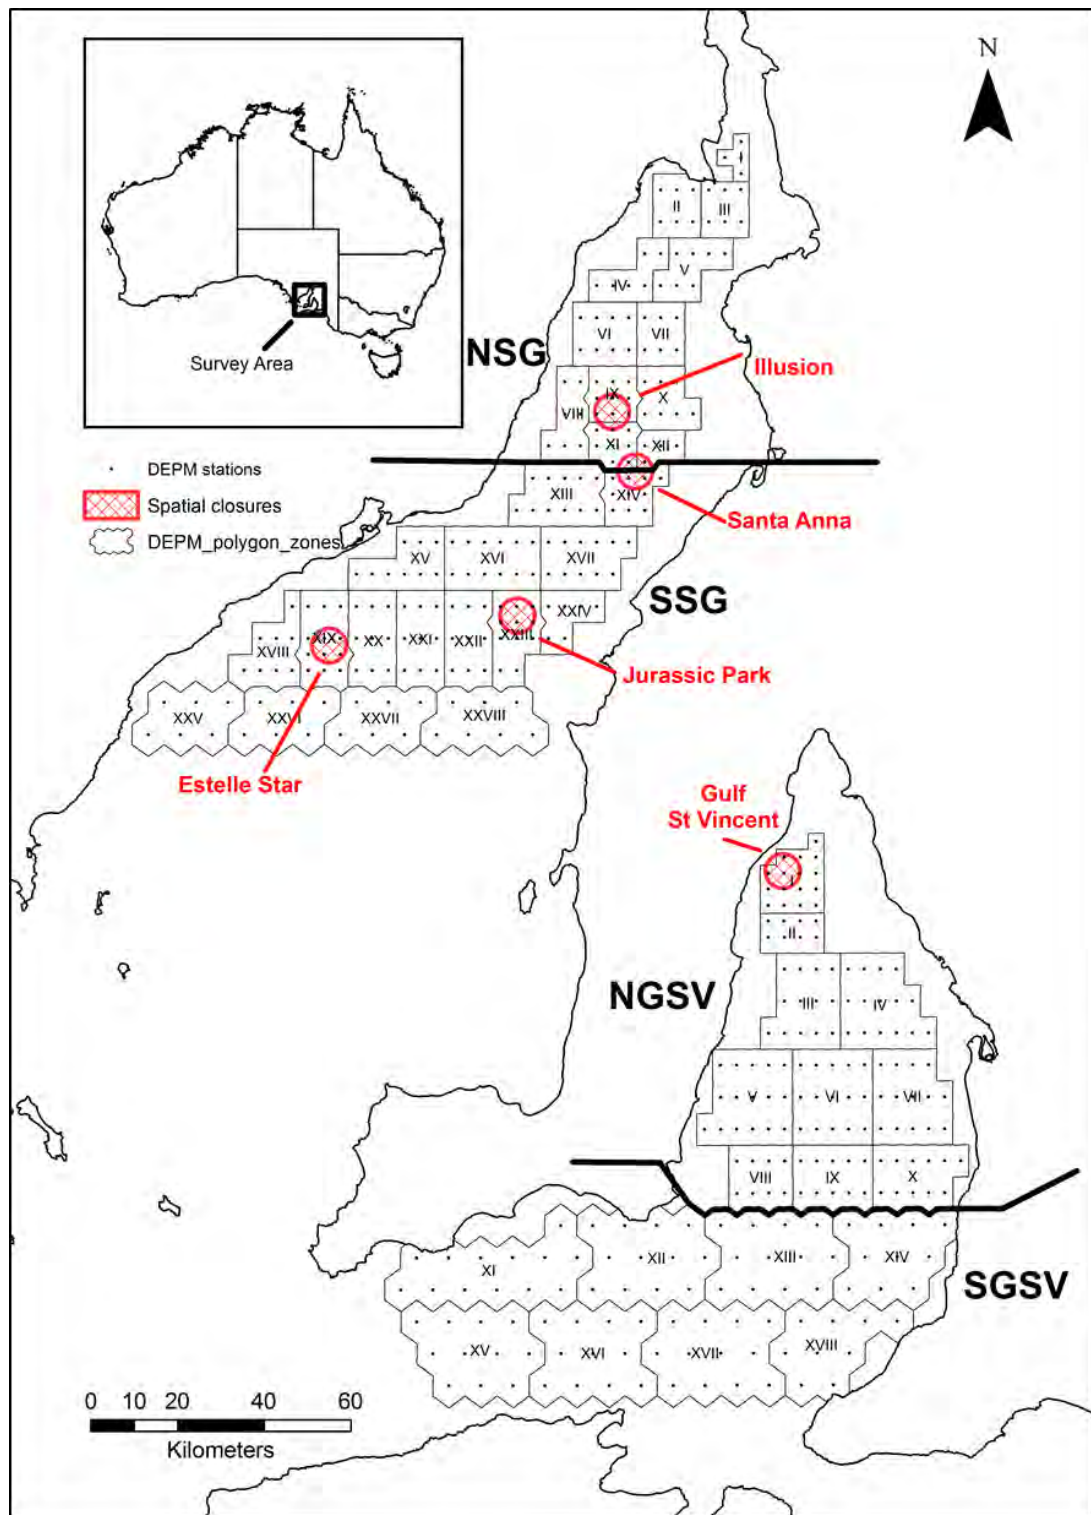 N
Survey Area
DEPM stations
Spatial closures
DEPM_polygon_zones
NSG
Illusion
Santa Anna
SSG
Jurassic Park
Estelle Star
Gulf
St Vincent
NGSV
SGSV
I
II
III
IV
V
VI
VII
VIII
IX
X
XI
XII
XIII
XIV
XV
XVI
XVII
XVIII
XIX
XX
XXI
XXII
XXIII
XXIV
XXV
XXVI
XXVII
XXVIII
I
II
III
IV
V
VI
VII
VIII
IX
X
XI
XII
XIII
XIV
XV
XVI
XVII
XVIII
0 10 20 40 60
Kilometers